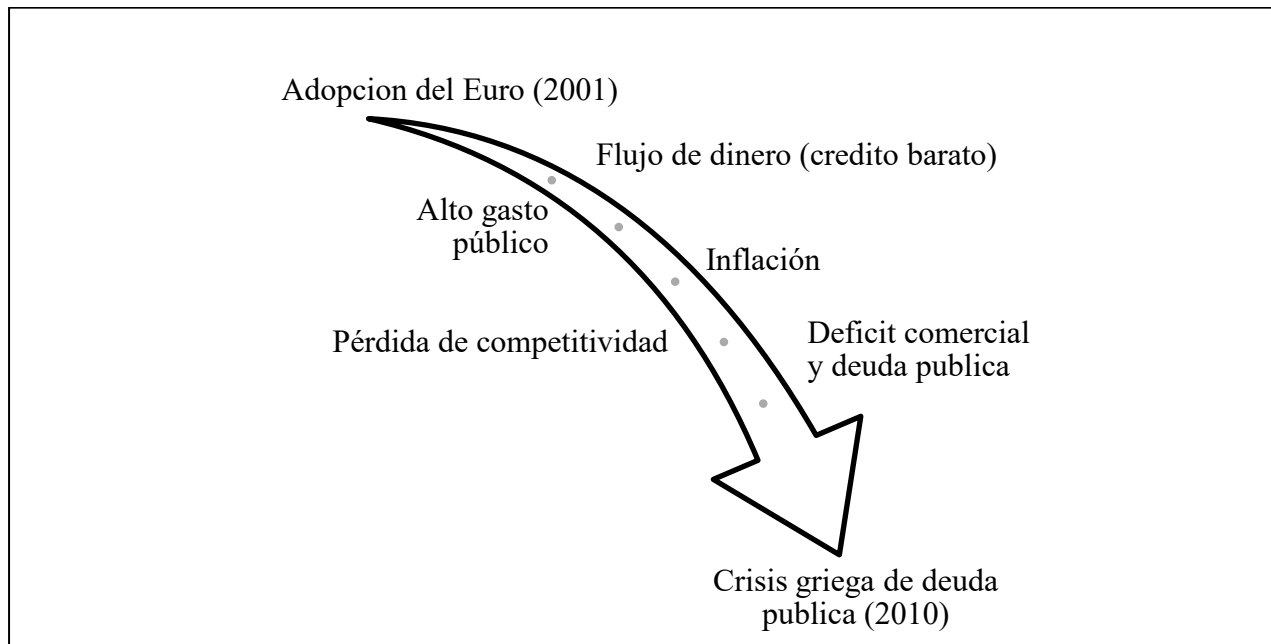 Adopcion del Euro (2001)
Flujo de dinero (credito barato)
Alto gasto
público
Inflación
Pérdida de competitividad
Deficit comercial
y deuda publica
Crisis griega de deuda
publica (2010)